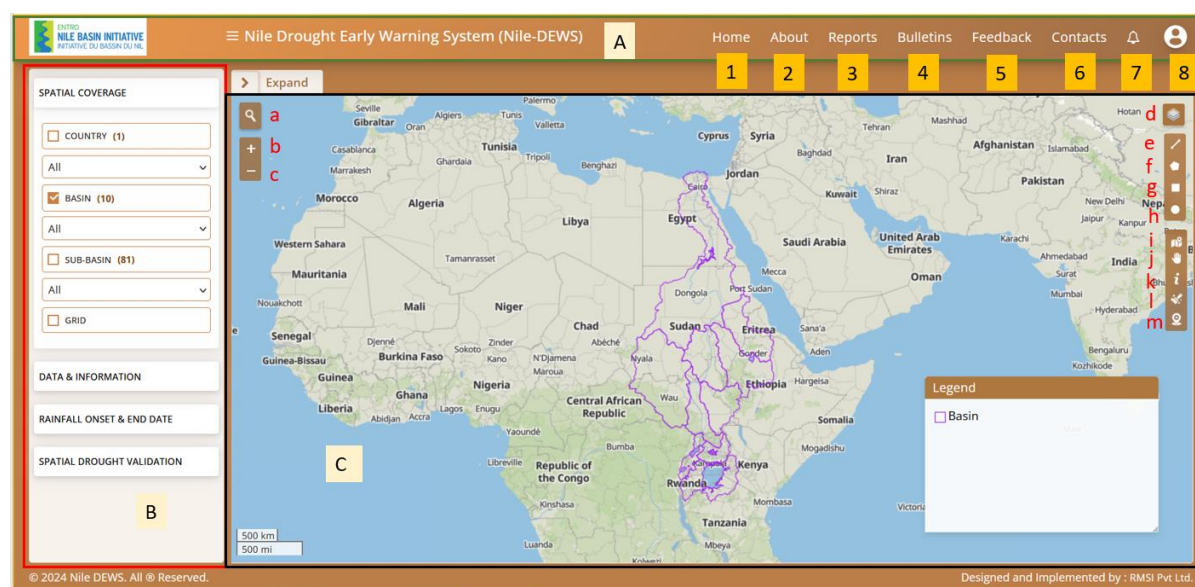 ENTRO
NILE BASIN INITIATIVE
INITIATIVE DU BASSIN DU NIL
≡ Nile Drought Early Warning System (Nile-DEWS)
A
Home About Reports Bulletins Feedback Contacts
1 2 3 4 5 6 7 8
SPATIAL COVERAGE
COUNTRY (1)
All
BASIN (10)
All
SUB-BASIN (81)
All
GRID
DATA & INFORMATION
RAINFALL ONSET & END DATE
SPATIAL DROUGHT VALIDATION
B
> Expand
a
b
c
d
e
f
g
h
i
j
k
l
m
+
−
Seville
Gibraltar
Oran
Algiers
Tunis
Palermo
Valletta
Casablanca
Marrakesh
Ghardaia
Tunisia
Tripoli
Benghazi
Cyprus
Syria
Baghdad
Tehran
Mashhad
Hotan
Afghanistan
Islamabad
Iran
Jordan
Cairo
Morocco
Algeria
Libya
Egypt
Kuwait
Shiraz
Pakistan
New Delhi
Nep
Jaipur
Kanpur
Western Sahara
Tamanrasset
Saudi Arabia
United Arab
Emirates
Karachi
Ahmedabad
India
Surat
Mumbai
Hyderabad
Mauritania
Mecca
Oman
Nouakchott
Mali
Niger
Dongola
Port Sudan
Chad
Sudan
Eritrea
Sana'a
Senegal
Djenné
Sokoto
Zinder
Abéché
Aden
Bengaluru
Guinea-Bissau
Burkina Faso
Kano
N'Djamena
Nyala
Gonder
Kozhikode
Guinea
Maroua
Ghana
Nigeria
Ethiopia
Hargeisa
Liberia
Abidjan
Accra
Lagos
Enugu
Central African
Republic
Wau
Somalia
Yaoundé
Bumba
Mogadishu
C
Libreville
Republic of
the Congo
Kampala
Kenya
Rwanda
Kinshasa
Mombasa
Victoria
Tanzania
Luanda
Kolwezi
Mbeya
Legend
Basin
500 km
500 mi
© 2024 Nile DEWS. All ® Reserved.
Designed and Implemented by : RMSI Pvt Ltd.